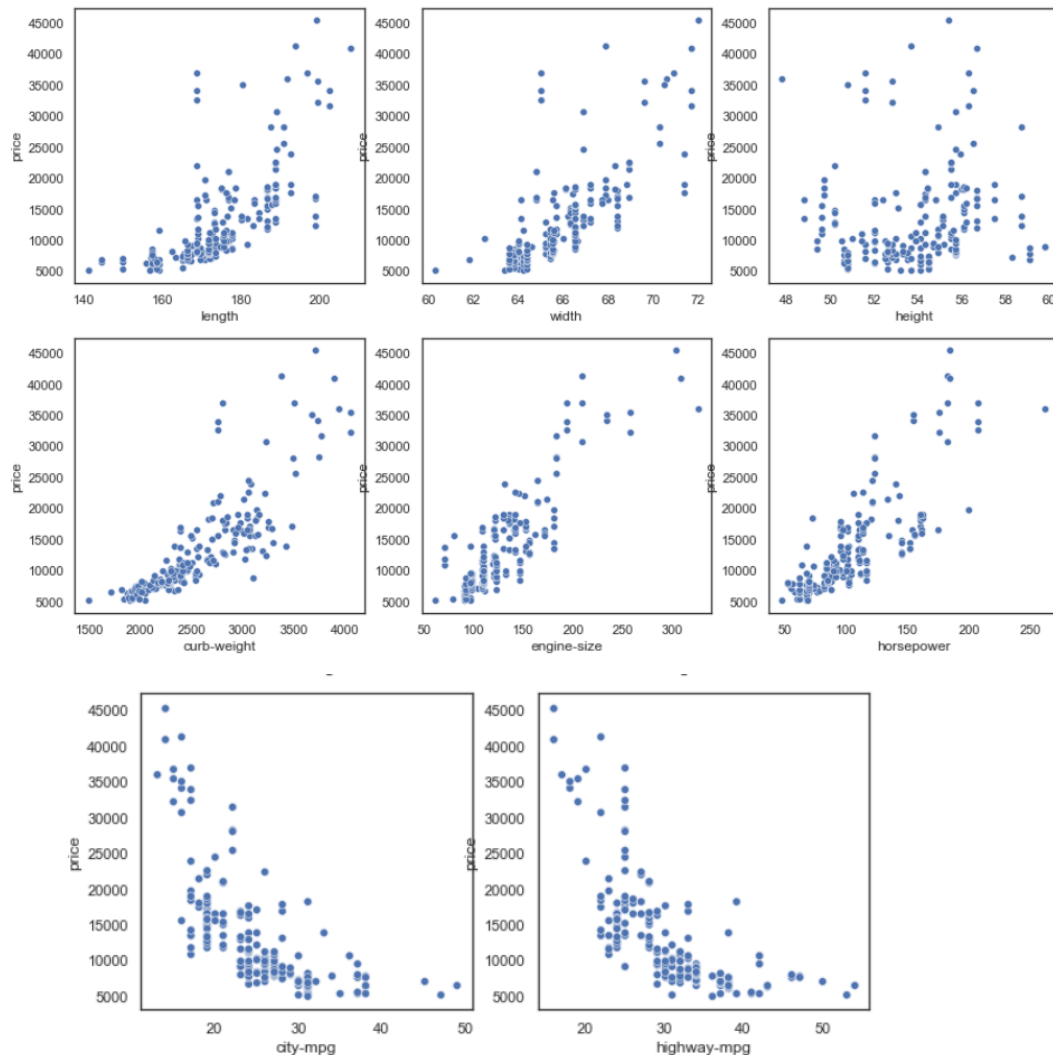 45000 45000 45000
40000 40000 40000
35000 35000 35000
30000 30000 30000
price 25000 price 25000 price 25000
20000 20000 20000
15000 15000 15000
10000 10000 10000
5000 5000 5000
140 160 180 200 60 62 64 66 68 70 72 48 50 52 54 56 58 60
length width height
45000 45000 45000
40000 40000 40000
35000 35000 35000
30000 30000 30000
price 25000 price 25000 price 25000
20000 20000 20000
15000 15000 15000
10000 10000 10000
5000 5000 5000
1500 2000 2500 3000 3500 4000 50 100 150 200 250 300 50 100 150 200 250
curb-weight engine-size horsepower
45000 45000
40000 40000
35000 35000
30000 30000
price 25000 price 25000
20000 20000
15000 15000
10000 10000
5000 5000
20 30 40 50 20 30 40 50
city-mpg highway-mpg